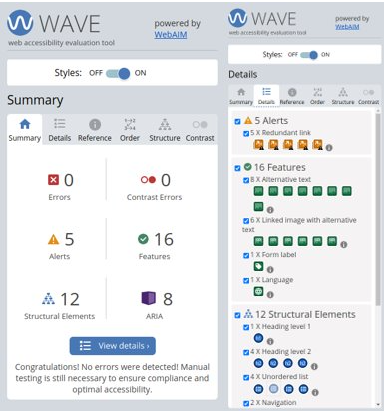 WAVE
web accessibility evaluation tool
powered by
WebAIM
Styles: OFF ON
Summary
Summary Details Reference Order Structure Contrast
0 0
Errors Contrast Errors
5 16
Alerts Features
12 8
Structural Elements ARIA
View details ›
Congratulations! No errors were detected! Manual
testing is still necessary to ensure compliance and
optimal accessibility.
WAVE
web accessibility evaluation tool
powered by
WebAIM
Styles: OFF ON
Details
Summary Details Reference Order Structure Contrast
5 Alerts
5 X Redundant link
16 Features
8 X Alternative text
6 X Linked image with alternative
text
1 X Form label
1 X Language
12 Structural Elements
1 X Heading level 1
4 X Heading level 2
4 X Unordered list
2 X Navigation